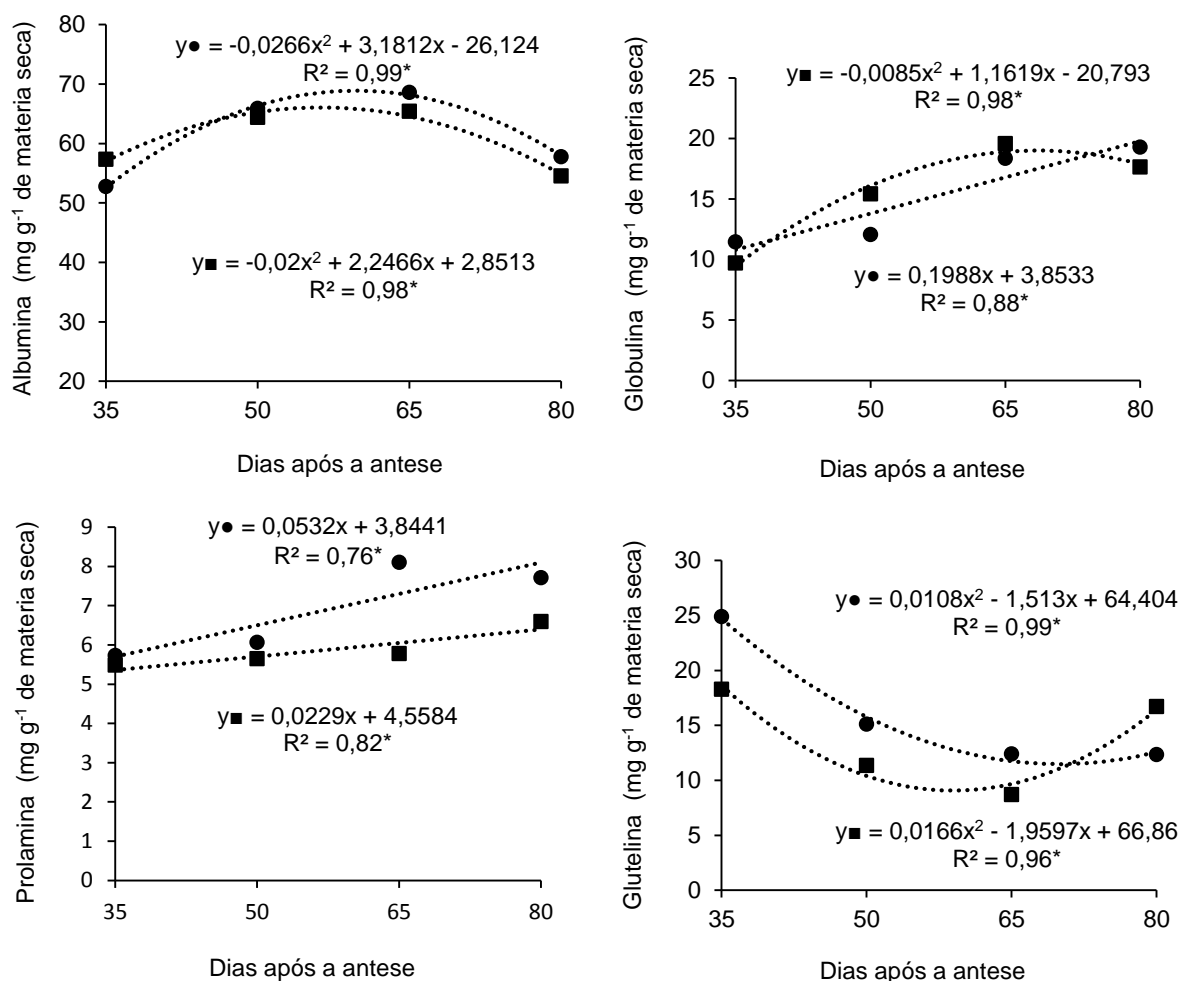 Albumina (mg g⁻¹ de materia seca)
80
70
60
50
40
30
20
y● = -0,0266x² + 3,1812x - 26,124
R² = 0,99*
y■ = -0,02x² + 2,2466x + 2,8513
R² = 0,98*
35 50 65 80
Dias após a antese
Globulina (mg g⁻¹ de materia seca)
25
20
15
10
5
0
y■ = -0,0085x² + 1,1619x - 20,793
R² = 0,98*
y● = 0,1988x + 3,8533
R² = 0,88*
35 50 65 80
Dias após a antese
Prolamina (mg g⁻¹ de materia seca)
9
8
7
6
5
4
3
2
1
0
y● = 0,0532x + 3,8441
R² = 0,76*
y■ = 0,0229x + 4,5584
R² = 0,82*
35 50 65 80
Dias após a antese
Glutelina (mg g⁻¹ de materia seca)
30
25
20
15
10
5
0
y● = 0,0108x² - 1,513x + 64,404
R² = 0,99*
y■ = 0,0166x² - 1,9597x + 66,86
R² = 0,96*
35 50 65 80
Dias após a antese